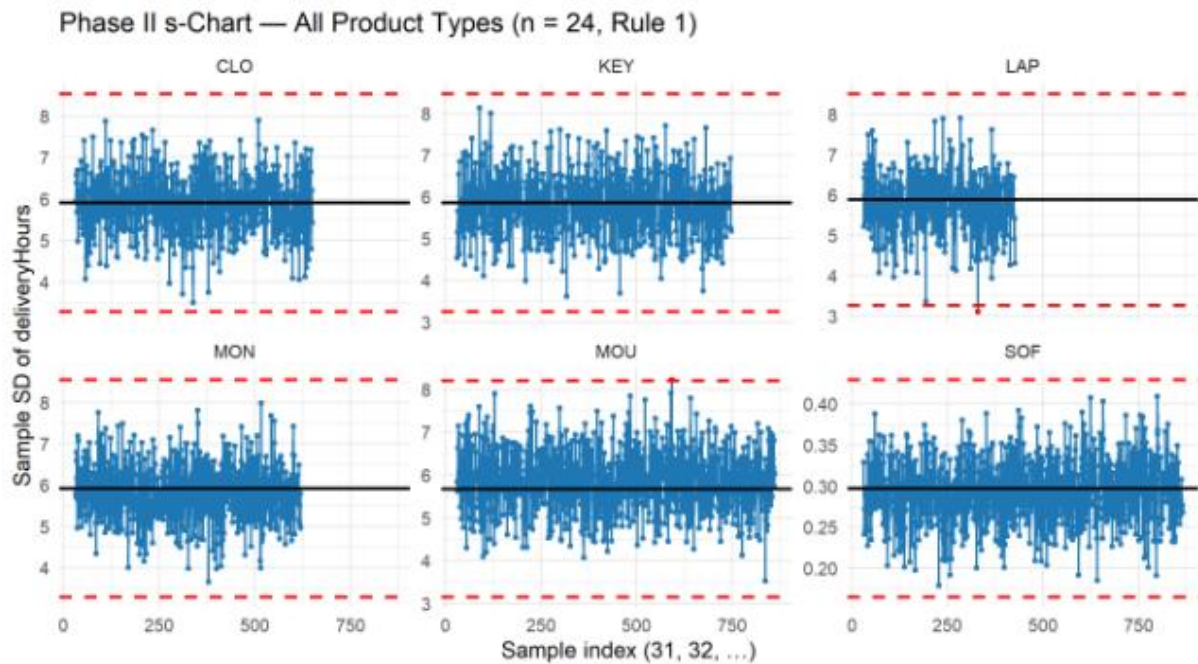 Phase II s-Chart — All Product Types (n = 24, Rule 1)
CLO KEY LAP
8 8 8
7 7 7
6 6 6
5 5 5
4 4 4
3 3
MON MOU SOF
8 8 0.40
7 7 0.35
6 6 0.30
5 5 0.25
4 4 0.20
3
0 250 500 750 0 250 500 750 0 250 500 750
Sample SD of deliveryHours
Sample index (31, 32, …)